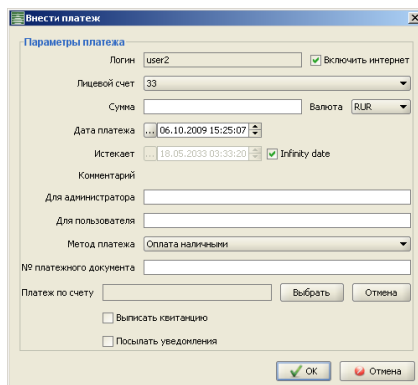 Внести платеж
Параметры платежа
Логин user2 Включить интернет
Лицевой счет 33
Сумма Валюта RUR
Дата платежа ... 06.10.2009 15:25:07
Истекает ... 18.05.2033 03:33:20 Infinity date
Комментарий
Для администратора
Для пользователя
Метод платежа Оплата наличными
№ платежного документа
Платеж по счету Выбрать Отмена
Выписать квитанцию
Посылать уведомления
OK Отмена